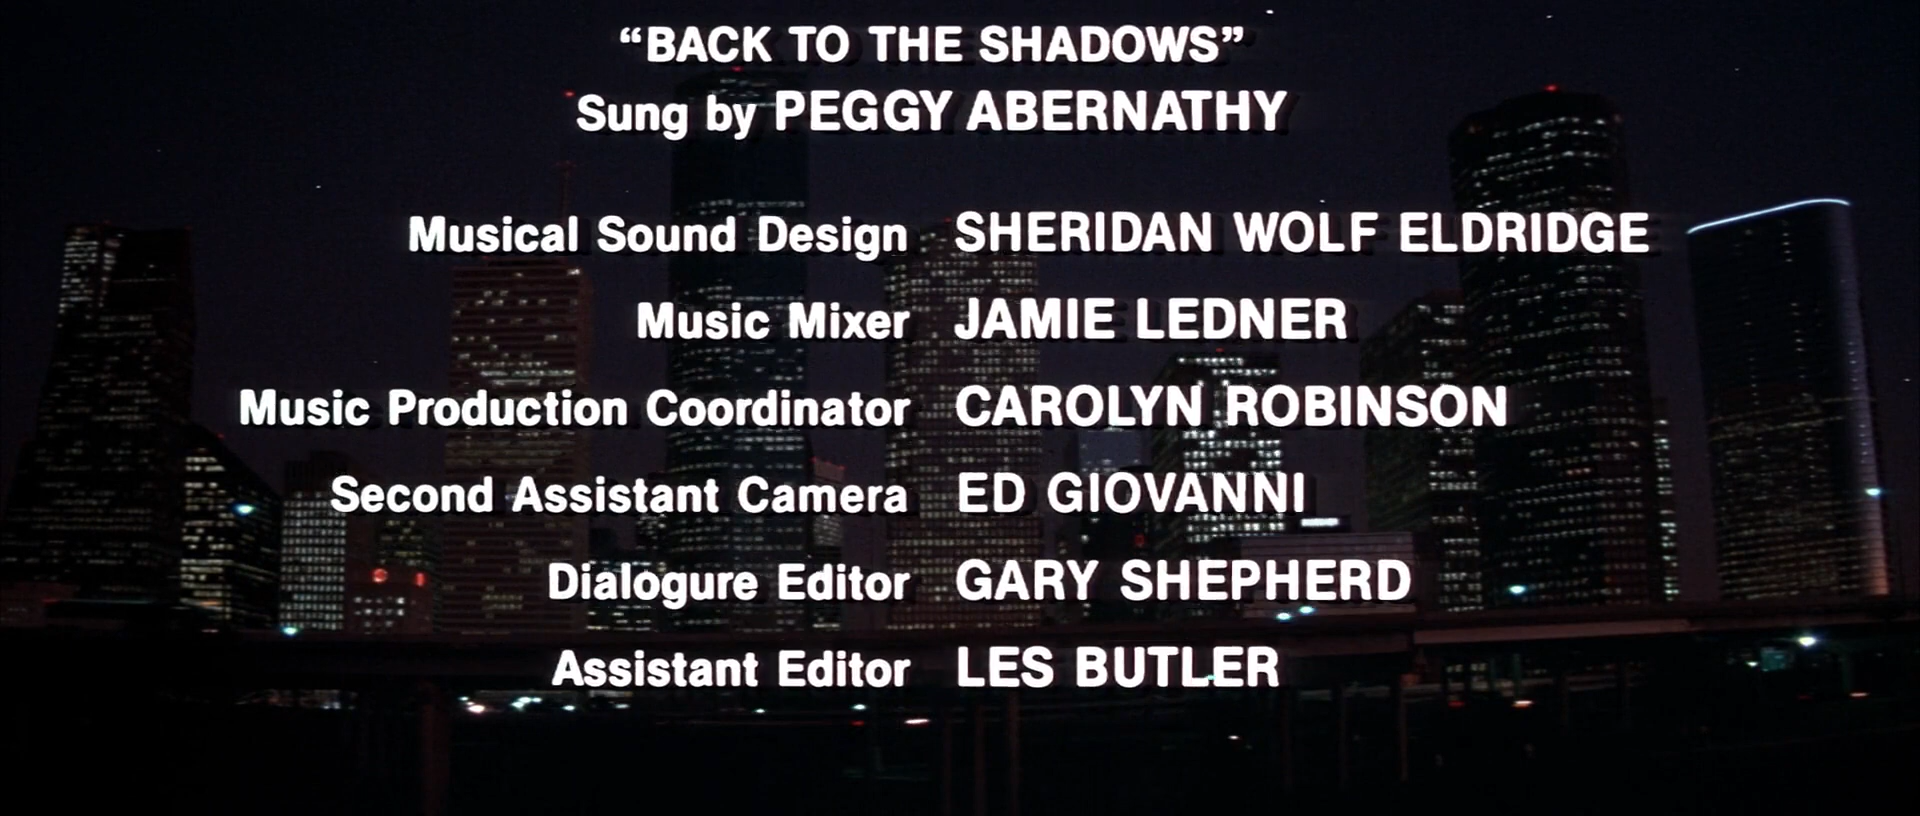 “BACK TO THE SHADOWS”
Sung by PEGGY ABERNATHY
Musical Sound Design SHERIDAN WOLF ELDRIDGE
Music Mixer JAMIE LEDNER
Music Production Coordinator CAROLYN ROBINSON
Second Assistant Camera ED GIOVANNI
Dialogure Editor GARY SHEPHERD
Assistant Editor LES BUTLER